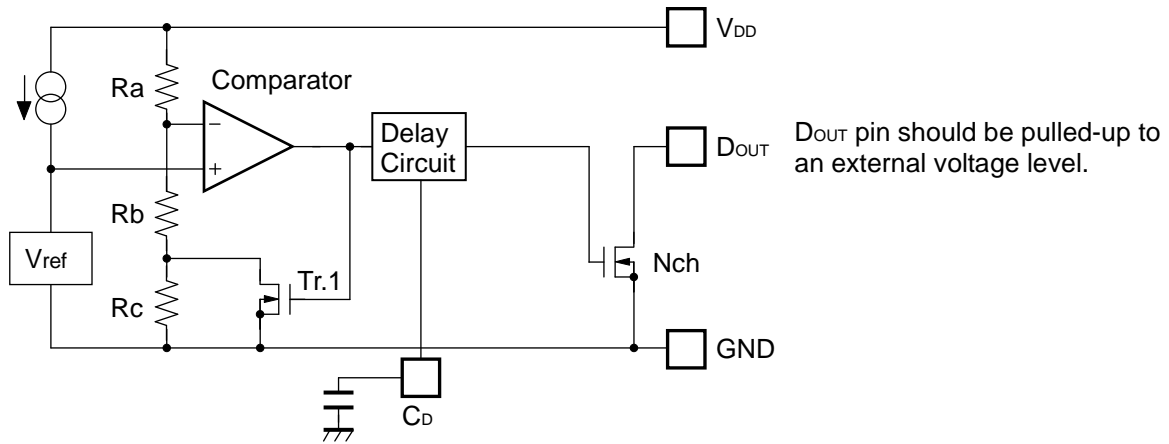 VDD
Ra
Comparator
−
+
Delay
Circuit
DOUT
DOUT pin should be pulled-up to
an external voltage level.
Rb
Vref
Tr.1
Nch
Rc
GND
CD